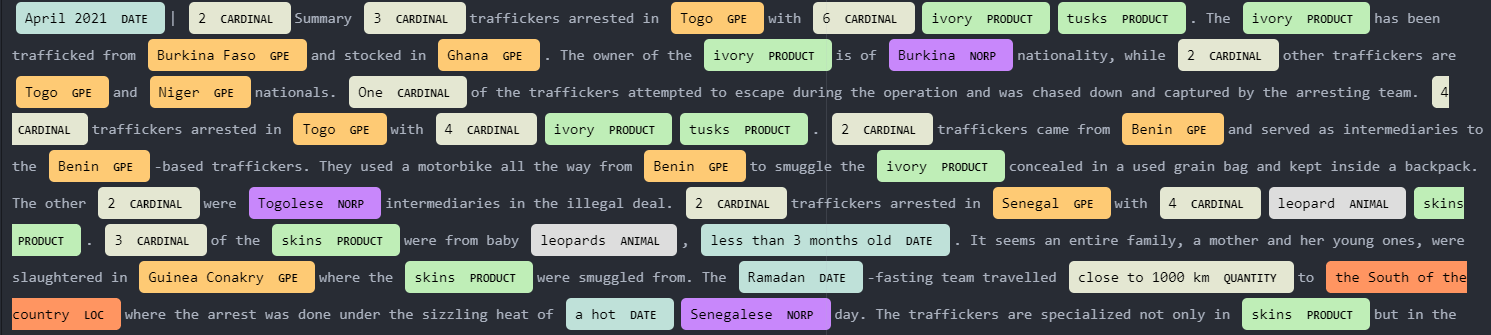 April 2021 DATE | 2 CARDINAL Summary 3 CARDINAL traffickers arrested in Togo GPE with 6 CARDINAL ivory PRODUCT tusks PRODUCT . The ivory PRODUCT has been
trafficked from Burkina Faso GPE and stocked in Ghana GPE . The owner of the ivory PRODUCT is of Burkina NORP nationality, while 2 CARDINAL other traffickers are
Togo GPE and Niger GPE nationals. One CARDINAL of the traffickers attempted to escape during the operation and was chased down and captured by the arresting team. 4
CARDINAL traffickers arrested in Togo GPE with 4 CARDINAL ivory PRODUCT tusks PRODUCT . 2 CARDINAL traffickers came from Benin GPE and served as intermediaries to
the Benin GPE -based traffickers. They used a motorbike all the way from Benin GPE to smuggle the ivory PRODUCT concealed in a used grain bag and kept inside a backpack.
The other 2 CARDINAL were Togolese NORP intermediaries in the illegal deal. 2 CARDINAL traffickers arrested in Senegal GPE with 4 CARDINAL leopard ANIMAL skins
PRODUCT . 3 CARDINAL of the skins PRODUCT were from baby leopards ANIMAL , less than 3 months old DATE . It seems an entire family, a mother and her young ones, were
slaughtered in Guinea Conakry GPE where the skins PRODUCT were smuggled from. The Ramadan DATE -fasting team travelled close to 1000 km QUANTITY to the South of the
country LOC where the arrest was done under the sizzling heat of a hot DATE Senegalese NORP day. The traffickers are specialized not only in skins PRODUCT but in the